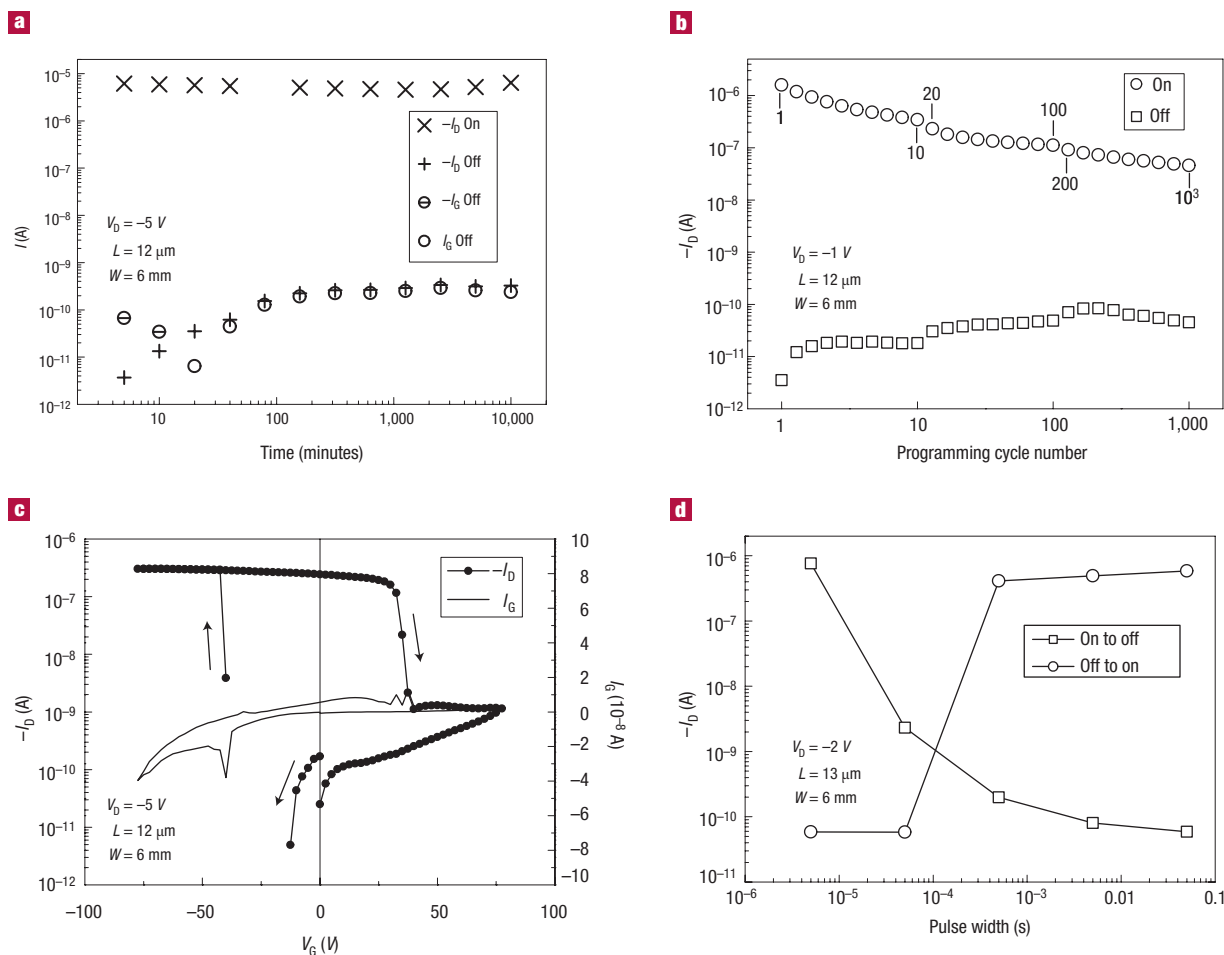 a
10⁻⁵
10⁻⁶
10⁻⁷
10⁻⁸
10⁻⁹
10⁻¹⁰
10⁻¹¹
10⁻¹²
I (A)
−I_D On
−I_D Off
−I_G Off
I_G Off
V_D = −5 V
L = 12 μm
W = 6 mm
10
100
1,000
10,000
Time (minutes)
b
10⁻⁶
10⁻⁷
10⁻⁸
10⁻⁹
10⁻¹⁰
10⁻¹¹
10⁻¹²
−I_D (A)
On
Off
1
10
20
100
200
10³
V_D = −1 V
L = 12 μm
W = 6 mm
1
10
100
1,000
Programming cycle number
c
10⁻⁶
10⁻⁷
10⁻⁸
10⁻⁹
10⁻¹⁰
10⁻¹¹
10⁻¹²
−I_D (A)
−I_D
I_G
V_D = −5 V
L = 12 μm
W = 6 mm
10
8
6
4
2
0
−2
−4
−6
−8
−10
I_G (10⁻⁸ A)
−100
−50
0
50
100
V_G (V)
d
10⁻⁶
10⁻⁷
10⁻⁸
10⁻⁹
10⁻¹⁰
10⁻¹¹
−I_D (A)
On to off
Off to on
V_D = −2 V
L = 13 μm
W = 6 mm
10⁻⁶
10⁻⁵
10⁻⁴
10⁻³
0.01
0.1
Pulse width (s)